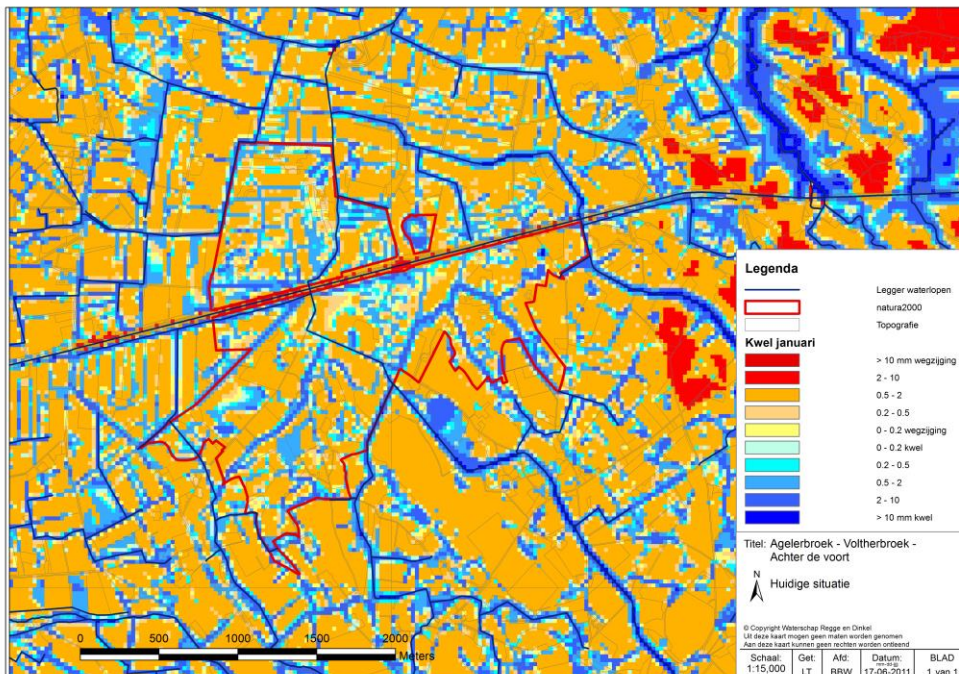 Legenda
Legger waterlopen
natura2000
Topografie
Kwel januari
> 10 mm wegzijging
2 - 10
0.5 - 2
0.2 - 0.5
0 - 0.2 wegzijging
0 - 0.2 kwel
0.2 - 0.5
0.5 - 2
2 - 10
> 10 mm kwel
Titel: Agelerbroek - Voltherbroek -
Achter de voort
N
Huidige situatie
© Copyright Waterschap Regge en Dinkel
Uit deze kaart mogen geen maten worden genomen
Aan deze kaart kunnen geen rechten worden ontleend
Schaal: Get: Afd: Datum: BLAD
1:15,000 LT BBW 17-06-2011 1 van 1
0 500 1000 1500 2000
Meters